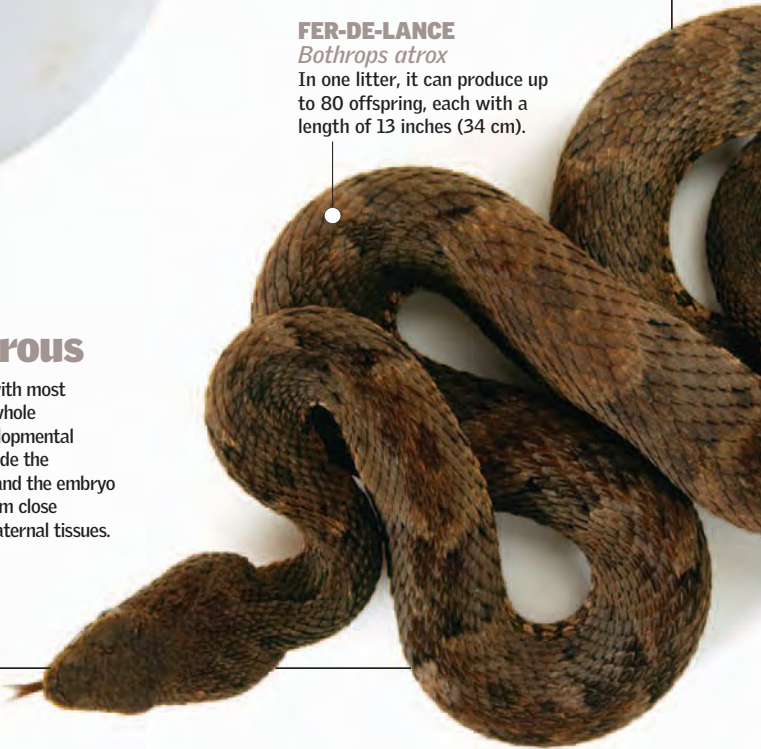 FER-DE-LANCE
Bothrops atrox
In one litter, it can produce up
to 80 offspring, each with a
length of 13 inches (34 cm).
rous
with most
whole
lopmental
de the
and the embryo
m close
aternal tissues.